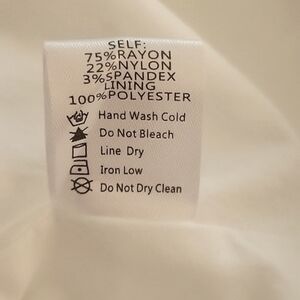 SELF:
75%RAYON
22%NYLON
3%SPANDEX
LINING
100%POLYESTER
Hand Wash Cold
Do Not Bleach
Line Dry
Iron Low
Do Not Dry Clean